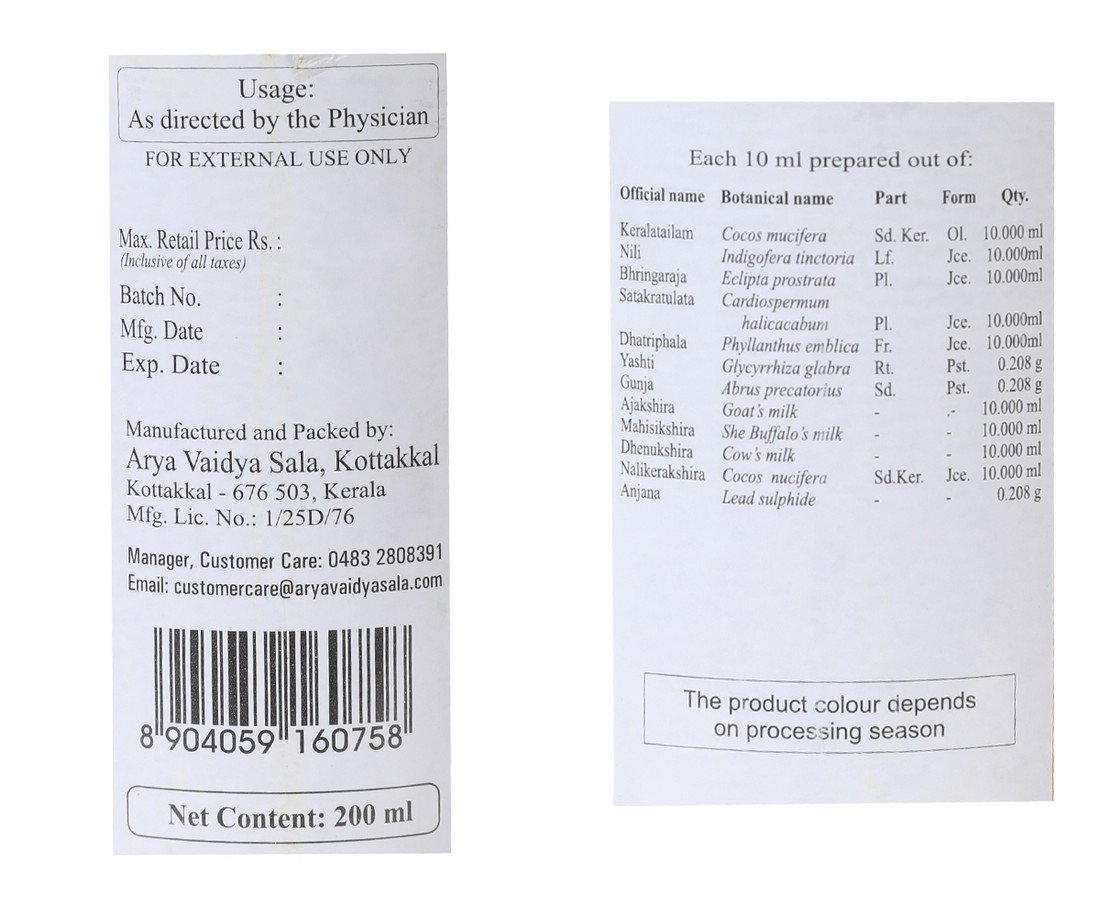 Usage:
As directed by the Physician
FOR EXTERNAL USE ONLY
Max. Retail Price Rs. :
(Inclusive of all taxes)
Batch No. :
Mfg. Date :
Exp. Date :
Manufactured and Packed by:
Arya Vaidya Sala, Kottakkal
Kottakkal - 676 503, Kerala
Mfg. Lic. No.: 1/25D/76
Manager, Customer Care: 0483 2808391
Email: customercare@aryavaidyasala.com
8 904059 160758
Net Content: 200 ml
Each 10 ml prepared out of:
Official name Botanical name Part Form Qty.
Keralatailam Cocos mucifera Sd. Ker. Ol. 10.000 ml
Nili Indigofera tinctoria Lf. Jce. 10.000ml
Bhringaraja Eclipta prostrata Pl. Jce. 10.000ml
Satakratulata Cardiospermum
halicacabum Pl. Jce. 10.000ml
Dhatriphala Phyllanthus emblica Fr. Jce. 10.000ml
Yashti Glycyrrhiza glabra Rt. Pst. 0.208 g
Gunja Abrus precatorius Sd. Pst. 0.208 g
Ajakshira Goat's milk - .- 10.000 ml
Mahisikshira She Buffalo's milk - - 10.000 ml
Dhenukshira Cow's milk - - 10.000 ml
Nalikerakshira Cocos nucifera Sd.Ker. Jce. 10.000 ml
Anjana Lead sulphide - - 0.208 g
The product colour depends
on processing season